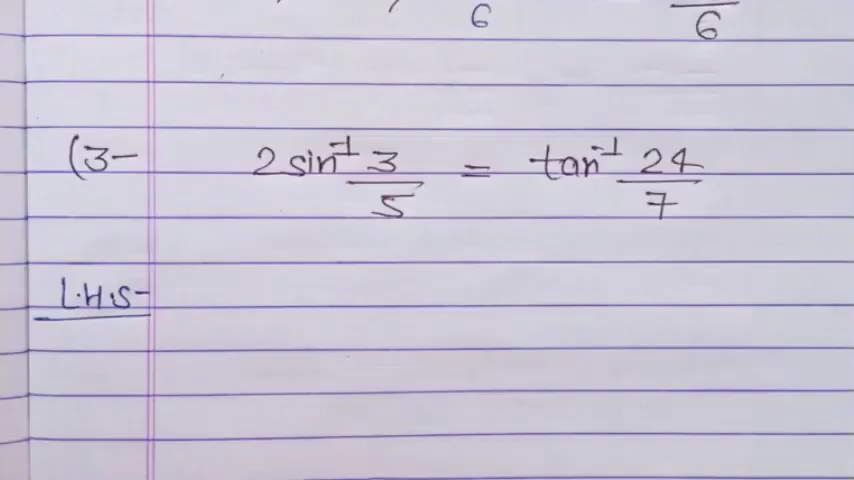 6 6
(3- 2 sin⁻¹ 3/5 = tan⁻¹ 24/7
L.H.S-